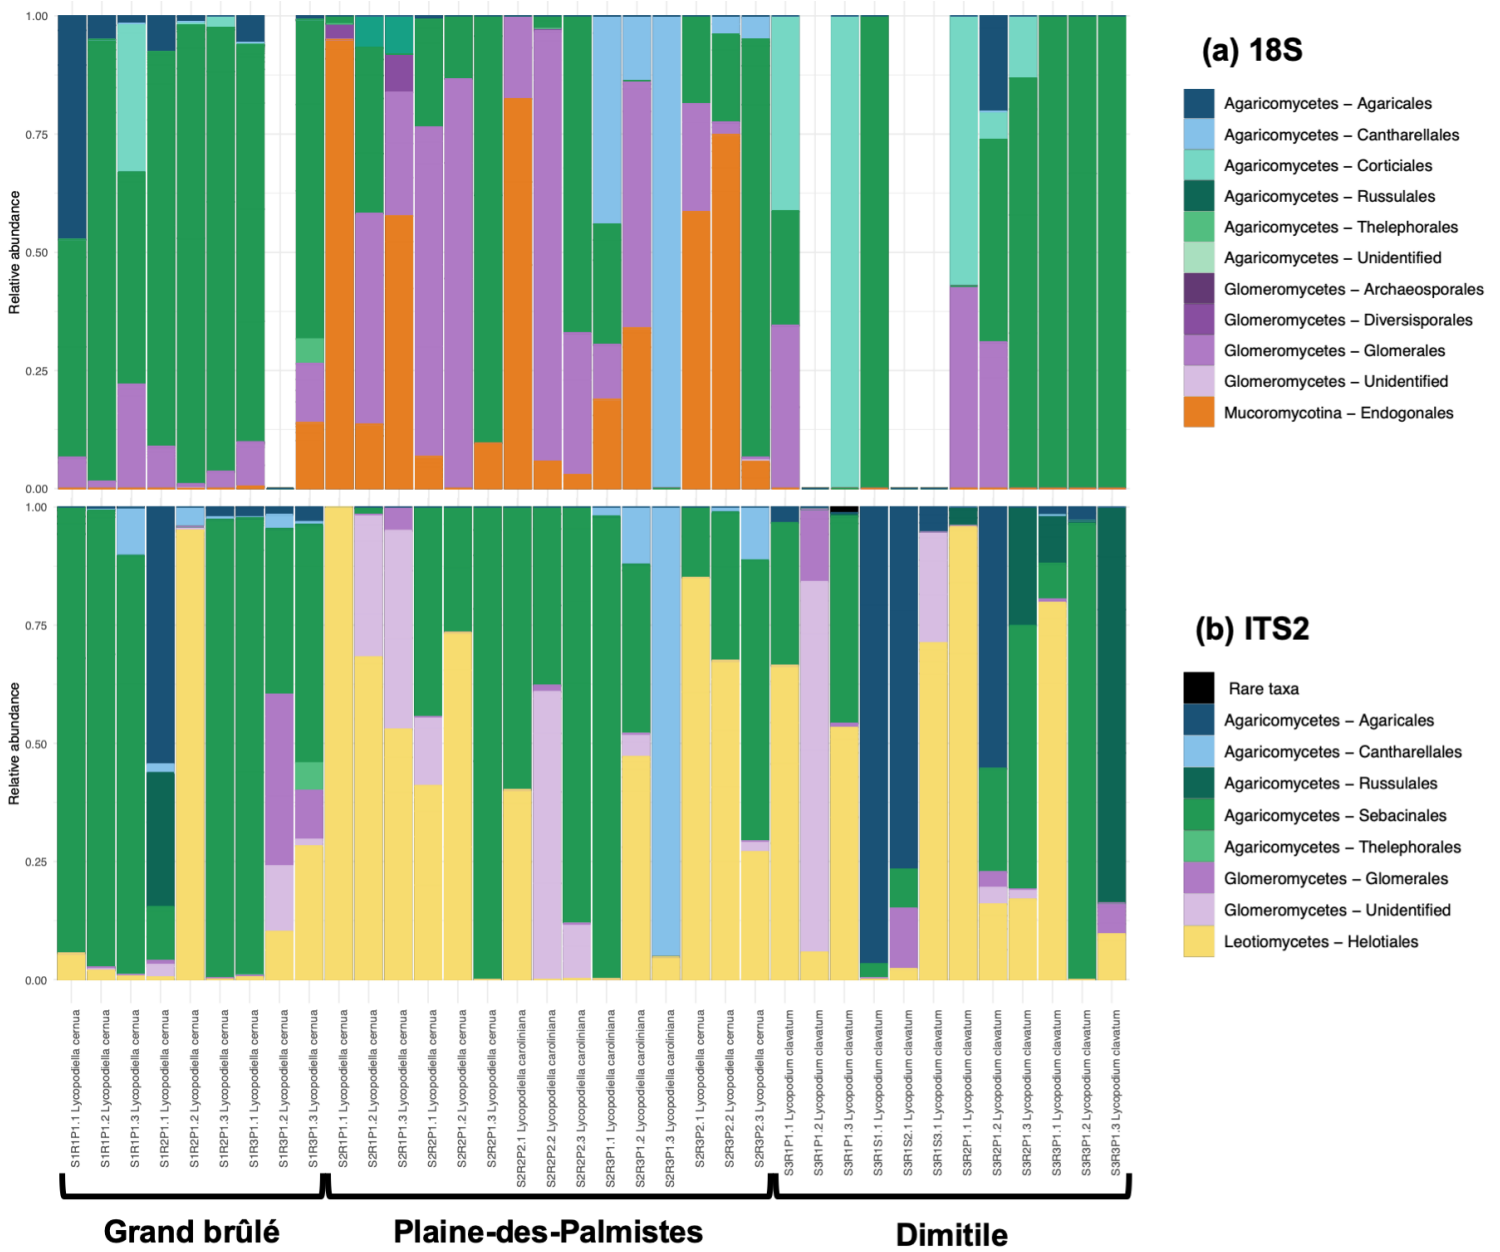 (a) 18S
1.00
0.75
0.50
0.25
0.00
Relative abundance
Agaricomycetes – Agaricales
Agaricomycetes – Cantharellales
Agaricomycetes – Corticiales
Agaricomycetes – Russulales
Agaricomycetes – Thelephorales
Agaricomycetes – Unidentified
Glomeromycetes – Archaeosporales
Glomeromycetes – Diversisporales
Glomeromycetes – Glomerales
Glomeromycetes – Unidentified
Mucoromycotina – Endogonales
(b) ITS2
1.00
0.75
0.50
0.25
0.00
Relative abundance
Rare taxa
Agaricomycetes – Agaricales
Agaricomycetes – Cantharellales
Agaricomycetes – Russulales
Agaricomycetes – Sebacinales
Agaricomycetes – Thelephorales
Glomeromycetes – Glomerales
Glomeromycetes – Unidentified
Leotiomycetes – Helotiales
S1R1P1.1 Lycopodiella cernua
S1R1P1.2 Lycopodiella cernua
S1R1P1.3 Lycopodiella cernua
S1R2P1.1 Lycopodiella cernua
S1R2P1.2 Lycopodiella cernua
S1R2P1.3 Lycopodiella cernua
S1R3P1.1 Lycopodiella cernua
S1R3P1.2 Lycopodiella cernua
S1R3P1.3 Lycopodiella cernua
S2R1P1.1 Lycopodiella cernua
S2R1P1.2 Lycopodiella cernua
S2R1P1.3 Lycopodiella cernua
S2R2P1.1 Lycopodiella cernua
S2R2P1.2 Lycopodiella cernua
S2R2P1.3 Lycopodiella cernua
S2R2P2.1 Lycopodiella caroliniana
S2R2P2.2 Lycopodiella caroliniana
S2R2P2.3 Lycopodiella caroliniana
S2R3P1.1 Lycopodiella caroliniana
S2R3P1.2 Lycopodiella caroliniana
S2R3P1.3 Lycopodiella caroliniana
S2R3P2.1 Lycopodiella cernua
S2R3P2.2 Lycopodiella cernua
S2R3P2.3 Lycopodiella cernua
S3R1P1.1 Lycopodium clavatum
S3R1P1.2 Lycopodium clavatum
S3R1P1.3 Lycopodium clavatum
S3R1S1.1 Lycopodium clavatum
S3R1S2.1 Lycopodium clavatum
S3R1S3.1 Lycopodium clavatum
S3R2P1.1 Lycopodium clavatum
S3R2P1.2 Lycopodium clavatum
S3R2P1.3 Lycopodium clavatum
S3R3P1.1 Lycopodium clavatum
S3R3P1.2 Lycopodium clavatum
S3R3P1.3 Lycopodium clavatum
Grand brûlé
Plaine-des-Palmistes
Dimitile